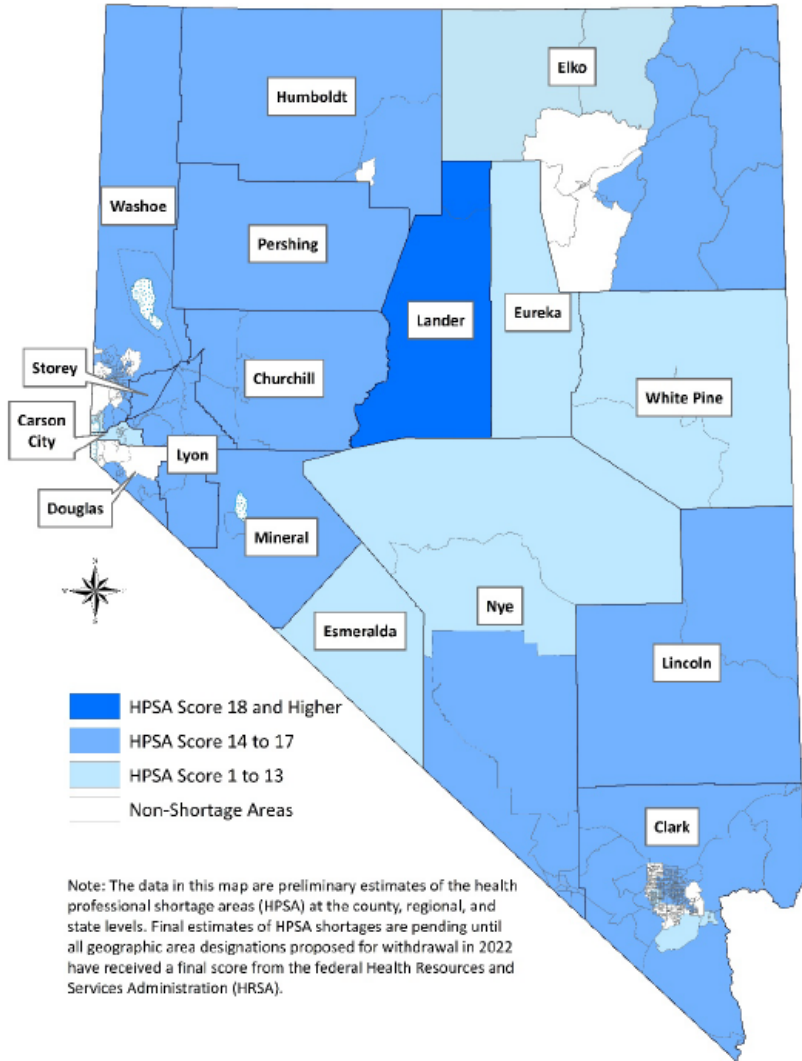 Elko
Humboldt
Washoe
Pershing
Lander
Eureka
Storey
Churchill
White Pine
Carson
City
Lyon
Douglas
Mineral
Nye
Esmeralda
Lincoln
HPSA Score 18 and Higher
HPSA Score 14 to 17
HPSA Score 1 to 13
Non-Shortage Areas
Clark
Note: The data in this map are preliminary estimates of the health
professional shortage areas (HPSA) at the county, regional, and
state levels. Final estimates of HPSA shortages are pending until
all geographic area designations proposed for withdrawal in 2022
have received a final score from the federal Health Resources and
Services Administration (HRSA).